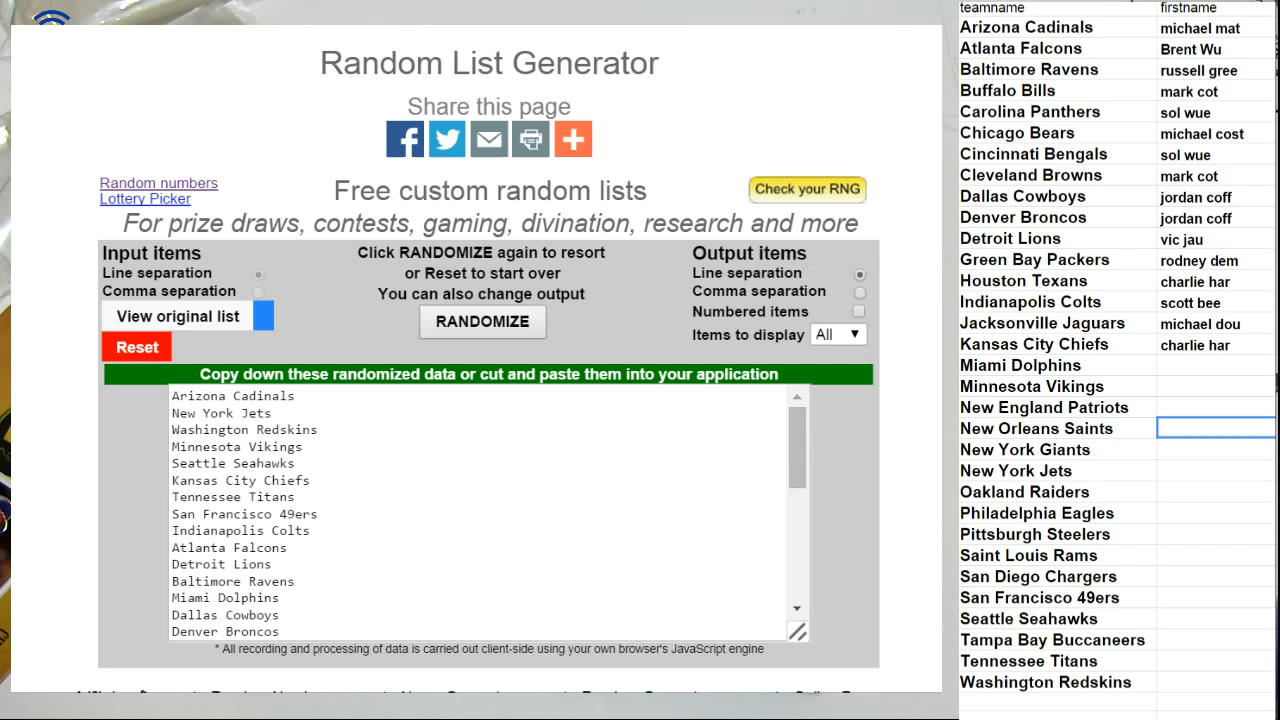 Random List Generator
Share this page
Random numbers
Lottery Picker
Free custom random lists
Check your RNG
For prize draws, contests, gaming, divination, research and more
Input items
Line separation
Comma separation
View original list
Reset
Click RANDOMIZE again to resort
or Reset to start over
You can also change output
RANDOMIZE
Output items
Line separation
Comma separation
Numbered items
Items to display All
Copy down these randomized data or cut and paste them into your application
Arizona Cadinals
New York Jets
Washington Redskins
Minnesota Vikings
Seattle Seahawks
Kansas City Chiefs
Tennessee Titans
San Francisco 49ers
Indianapolis Colts
Atlanta Falcons
Detroit Lions
Baltimore Ravens
Miami Dolphins
Dallas Cowboys
Denver Broncos
* All recording and processing of data is carried out client-side using your own browser's JavaScript engine
teamname firstname
Arizona Cadinals michael mat
Atlanta Falcons Brent Wu
Baltimore Ravens russell gree
Buffalo Bills mark cot
Carolina Panthers sol wue
Chicago Bears michael cost
Cincinnati Bengals sol wue
Cleveland Browns mark cot
Dallas Cowboys jordan coff
Denver Broncos jordan coff
Detroit Lions vic jau
Green Bay Packers rodney dem
Houston Texans charlie har
Indianapolis Colts scott bee
Jacksonville Jaguars michael dou
Kansas City Chiefs charlie har
Miami Dolphins
Minnesota Vikings
New England Patriots
New Orleans Saints
New York Giants
New York Jets
Oakland Raiders
Philadelphia Eagles
Pittsburgh Steelers
Saint Louis Rams
San Diego Chargers
San Francisco 49ers
Seattle Seahawks
Tampa Bay Buccaneers
Tennessee Titans
Washington Redskins